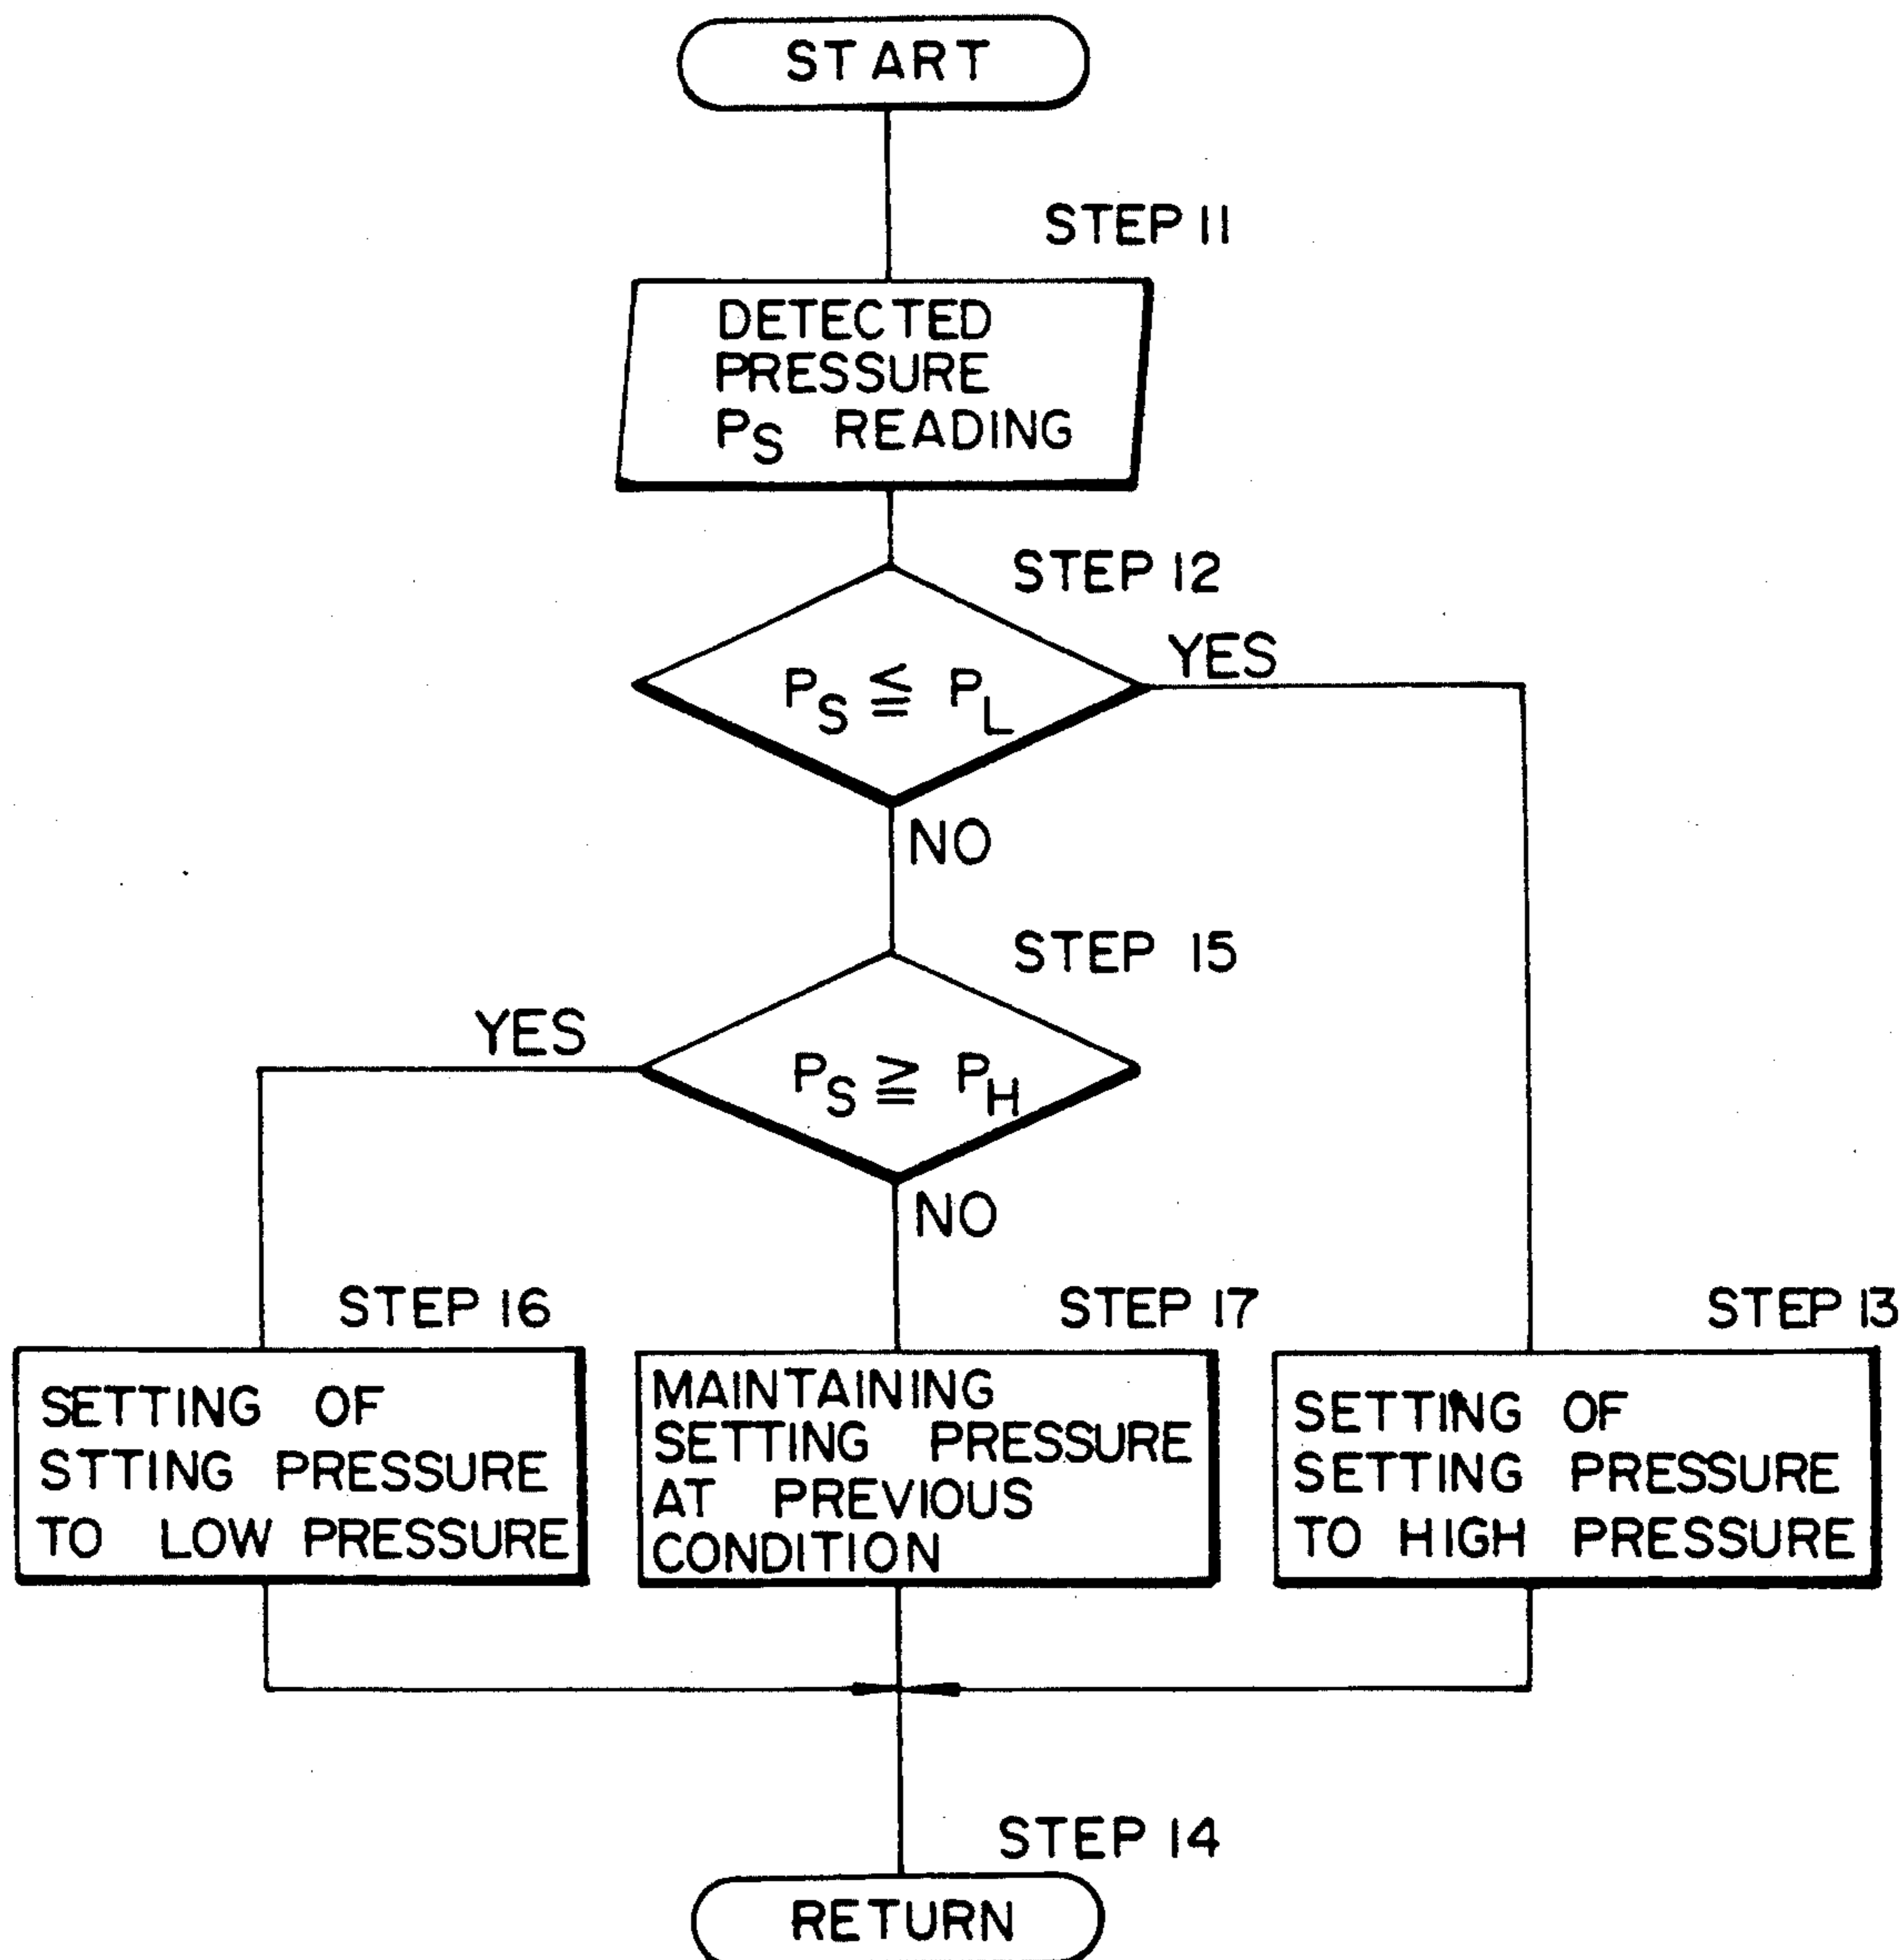 START
STEP 11
DETECTED
PRESSURE
PS READING
STEP 12
PS ≦ PL
YES
NO
STEP 15
PS ≧ PH
YES
NO
STEP 16
SETTING OF
STTING PRESSURE
TO LOW PRESSURE
STEP 17
MAINTAINING
SETTING PRESSURE
AT PREVIOUS
CONDITION
STEP 13
SETTING OF
SETTING PRESSURE
TO HIGH PRESSURE
STEP 14
RETURN